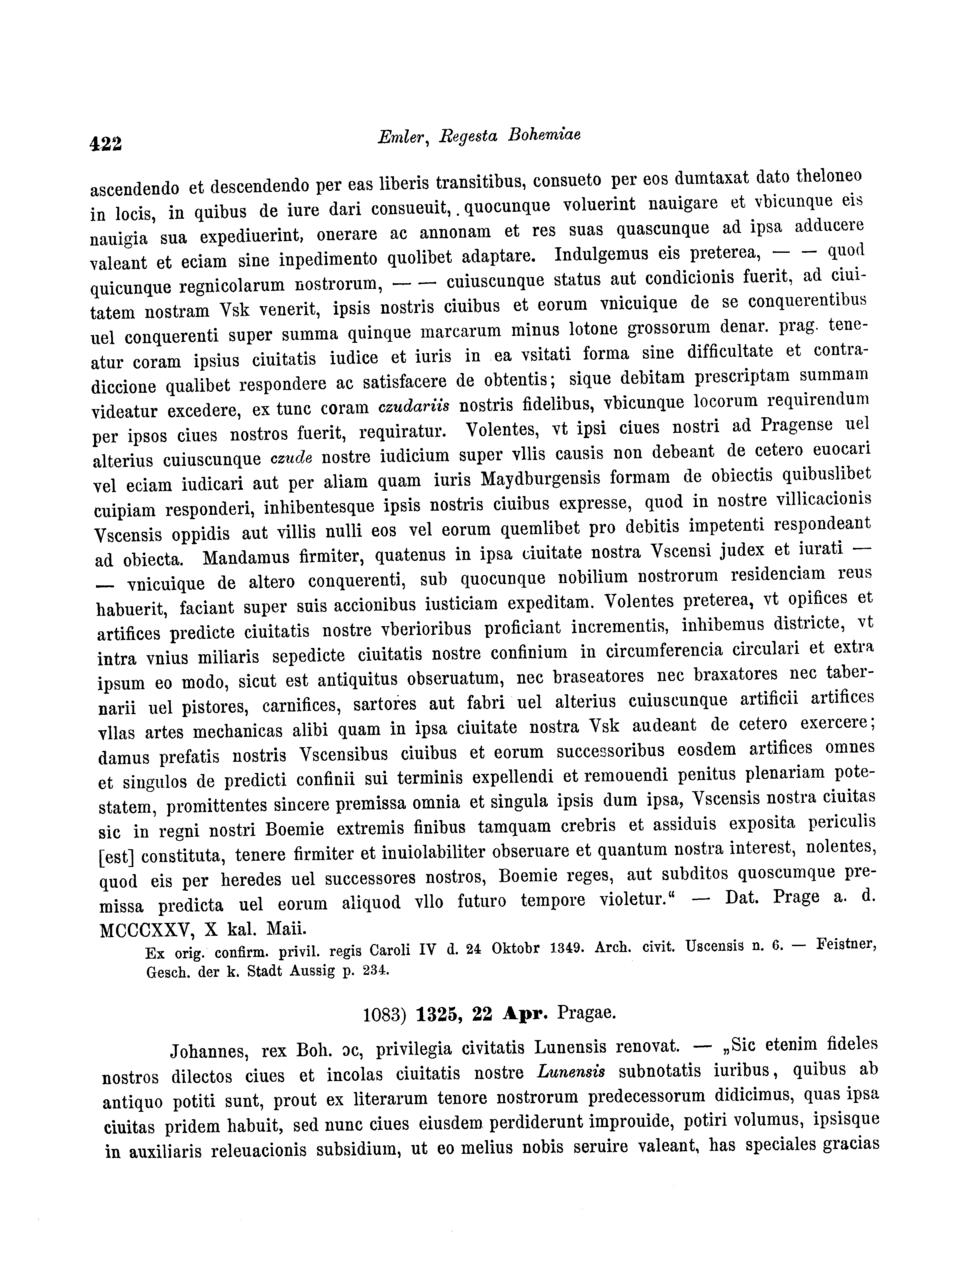 422
Emler, Regesta Bohemiae
ascendendo et descendendo per eas liberis transitibus, consueto per eos dumtaxat dato theloneo
in locis, in quibus de iure dari consueuit, . quocunque voluerint nauigare et vbicunque eis
nauigia sua expediuerint, onerare ac annonam et res suas quascunque ad ipsa adducere
valeant et eciam sine inpedimento quolibet adaptare. Indulgemus eis preterea, — — quod
quicunque regnicolarum nostrorum, — — cuiuscunque status aut condicionis fuerit, ad ciui-
tatem nostram Vsk venerit, ipsis nostris ciuibus et eorum vnicuique de se conquerentibus
uel conquerenti super summa quinque marcarum minus lotone grossorum denar. prag. tene-
atur coram ipsius ciuitatis iudice et iuris in ea vsitati forma sine difficultate et contra-
diccione qualibet respondere ac satisfacere de obtentis; sique debitam prescriptam summam
videatur excedere, ex tunc coram czudariis nostris fidelibus, vbicunque locorum requirendum
per ipsos ciues nostros fuerit, requiratur. Volentes, vt ipsi ciues nostri ad Pragense uel
alterius cuiuscunque czude nostre iudicium super vllis causis non debeant de cetero euocari
vel eciam iudicari aut per aliam quam iuris Maydburgensis formam de obiectis quibuslibet
cuipiam responderi, inhibentesque ipsis nostris ciuibus expresse, quod in nostre villicacionis
Vscensis oppidis aut villis nulli eos vel eorum quemlibet pro debitis impetenti respondeant
ad obiecta. Mandamus firmiter, quatenus in ipsa ciuitate nostra Vscensi judex et iurati —
— vnicuique de altero conquerenti, sub quocunque nobilium nostrorum residenciam reus
habuerit, faciant super suis accionibus iusticiam expeditam. Volentes preterea, vt opifices et
artifices predicte ciuitatis nostre vberioribus proficiant incrementis, inhibemus districte, vt
intra vnius miliaris sepedicte ciuitatis nostre confinium in circumferencia circulari et extra
ipsum eo modo, sicut est antiquitus obseruatum, nec braseatores nec braxatores nec taber-
narii uel pistores, carnifices, sartores aut fabri uel alterius cuiuscunque artificii artifices
vllas artes mechanicas alibi quam in ipsa ciuitate nostra Vsk audeant de cetero exercere;
damus prefatis nostris Vscensibus ciuibus et eorum successoribus eosdem artifices omnes
et singulos de predicti confinii sui terminis expellendi et remouendi penitus plenariam pote-
statem, promittentes sincere premissa omnia et singula ipsis dum ipsa, Vscensis nostra ciuitas
sic in regni nostri Boemie extremis finibus tamquam crebris et assiduis exposita periculis
[est] constituta, tenere firmiter et inuiolabiliter obseruare et quantum nostra interest, nolentes,
quod eis per heredes uel successores nostros, Boemie reges, aut subditos quoscumque pre-
missa predicta uel eorum aliquod vllo futuro tempore violetur.“ — Dat. Prage a. d.
MCCCXXV, X kal. Maii.
Ex orig. confirm. privil. regis Caroli IV d. 24 Oktobr 1349. Arch. civit. Uscensis n. 6. — Feistner,
Gesch. der k. Stadt Aussig p. 234.
1083) 1325, 22 Apr. Pragae.
Johannes, rex Boh. ɔc, privilegia civitatis Lunensis renovat. — „Sic etenim fideles
nostros dilectos ciues et incolas ciuitatis nostre Lunensis subnotatis iuribus, quibus ab
antiquo potiti sunt, prout ex literarum tenore nostrorum predecessorum didicimus, quas ipsa
ciuitas pridem habuit, sed nunc ciues eiusdem perdiderunt improuide, potiri volumus, ipsisque
in auxiliaris releuacionis subsidium, ut eo melius nobis seruire valeant, has speciales gracias